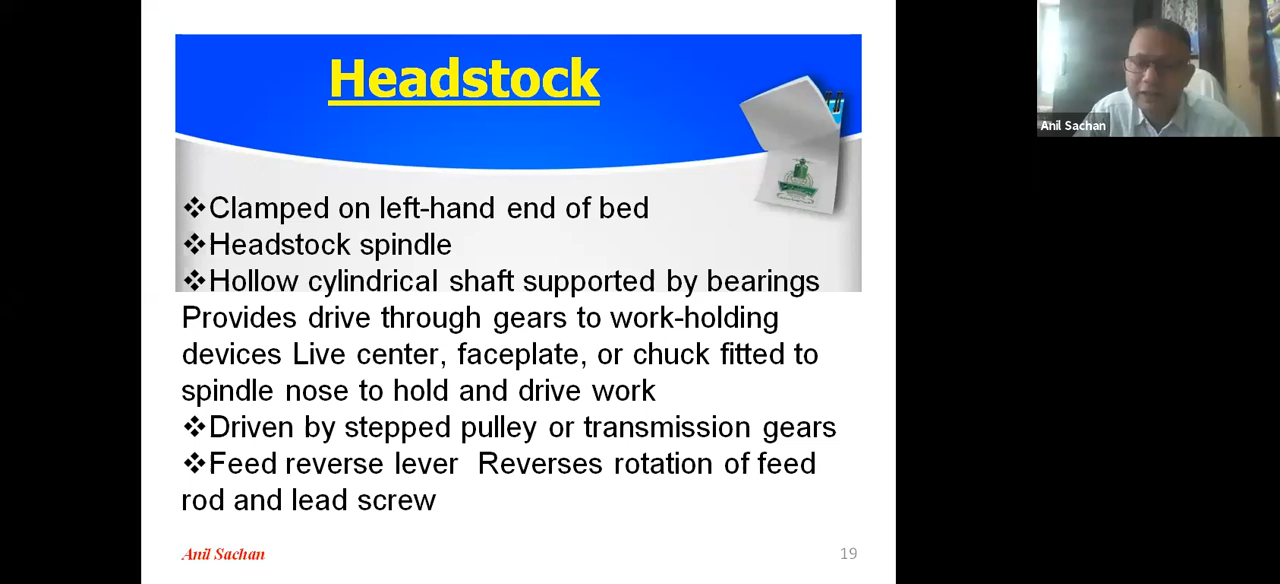 Headstock
❖Clamped on left-hand end of bed
❖Headstock spindle
❖Hollow cylindrical shaft supported by bearings
Provides drive through gears to work-holding
devices Live center, faceplate, or chuck fitted to
spindle nose to hold and drive work
❖Driven by stepped pulley or transmission gears
❖Feed reverse lever  Reverses rotation of feed
rod and lead screw
Anil Sachan
19
Anil Sachan